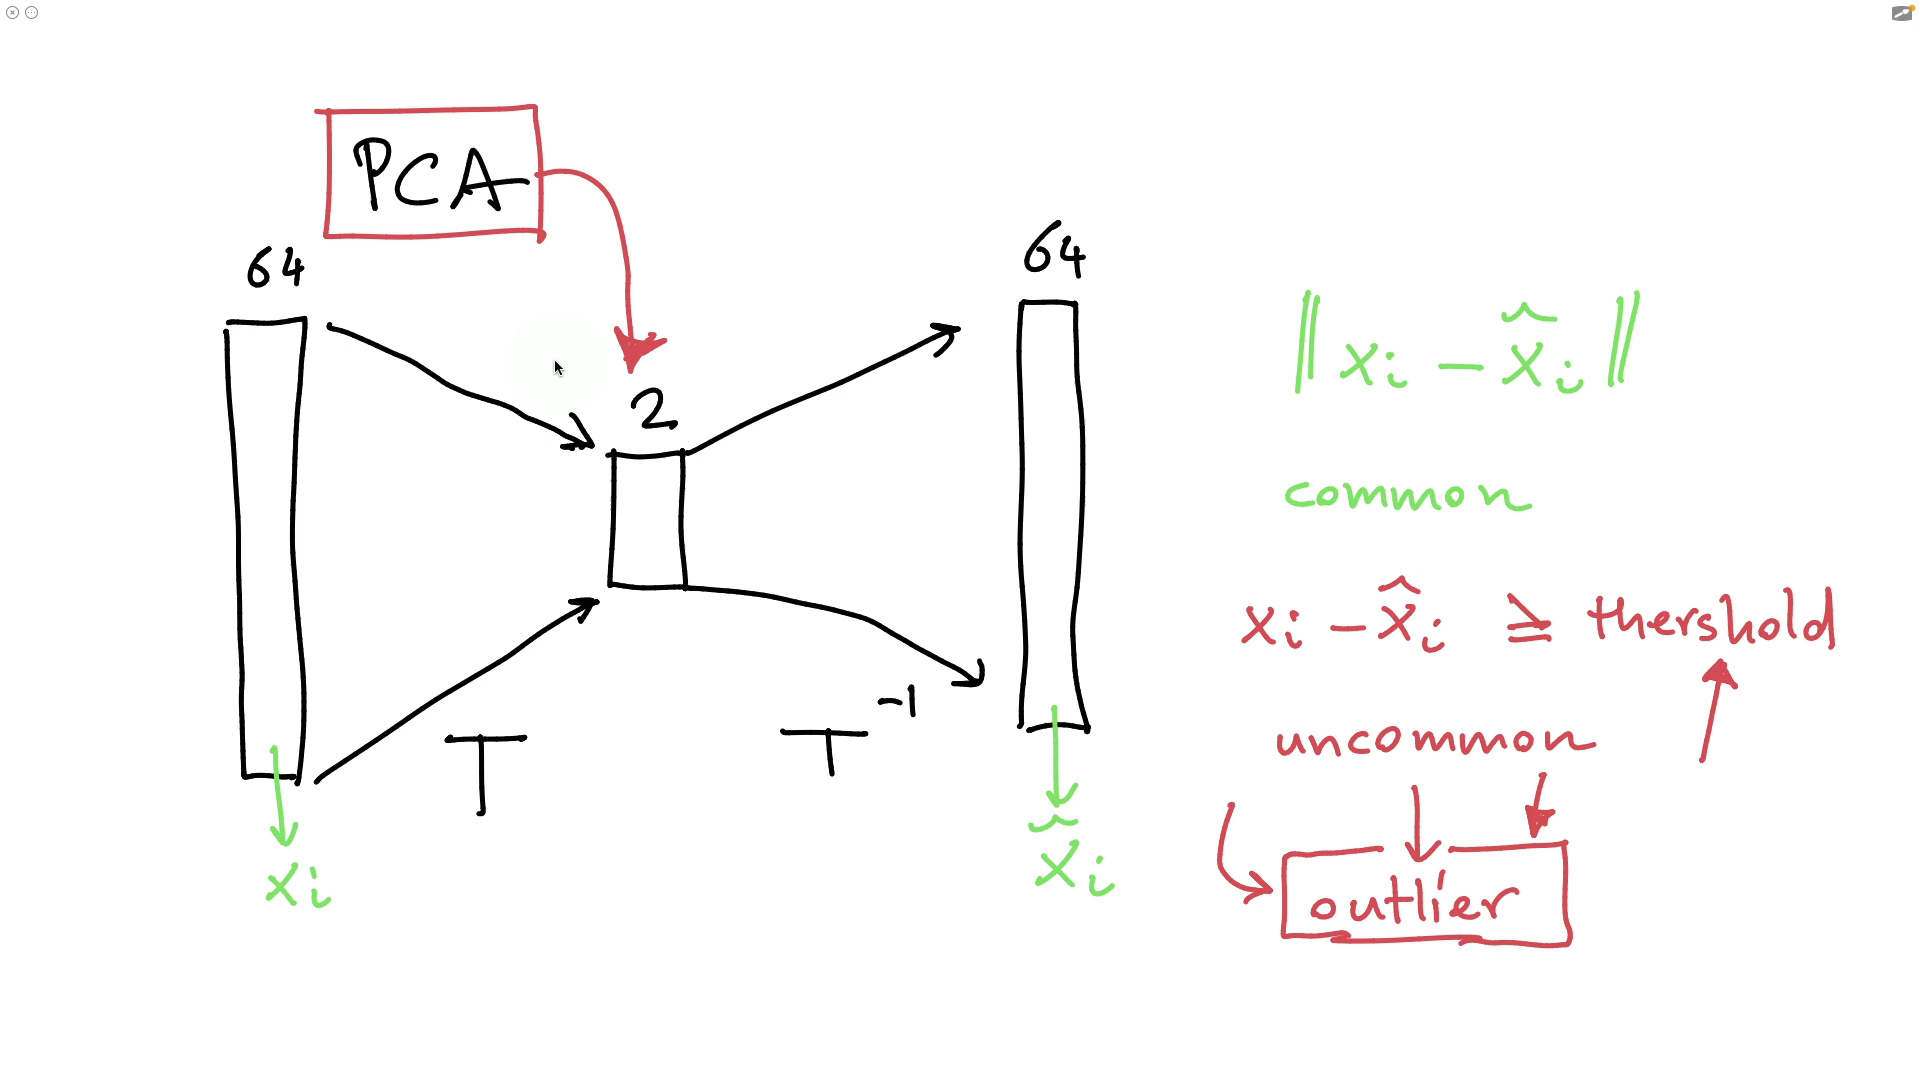 PCA
64
2
64
T
T⁻¹
xᵢ
x̂ᵢ
‖xᵢ − x̂ᵢ‖
common
xᵢ − x̂ᵢ ≥ thershold
uncommon
outlier